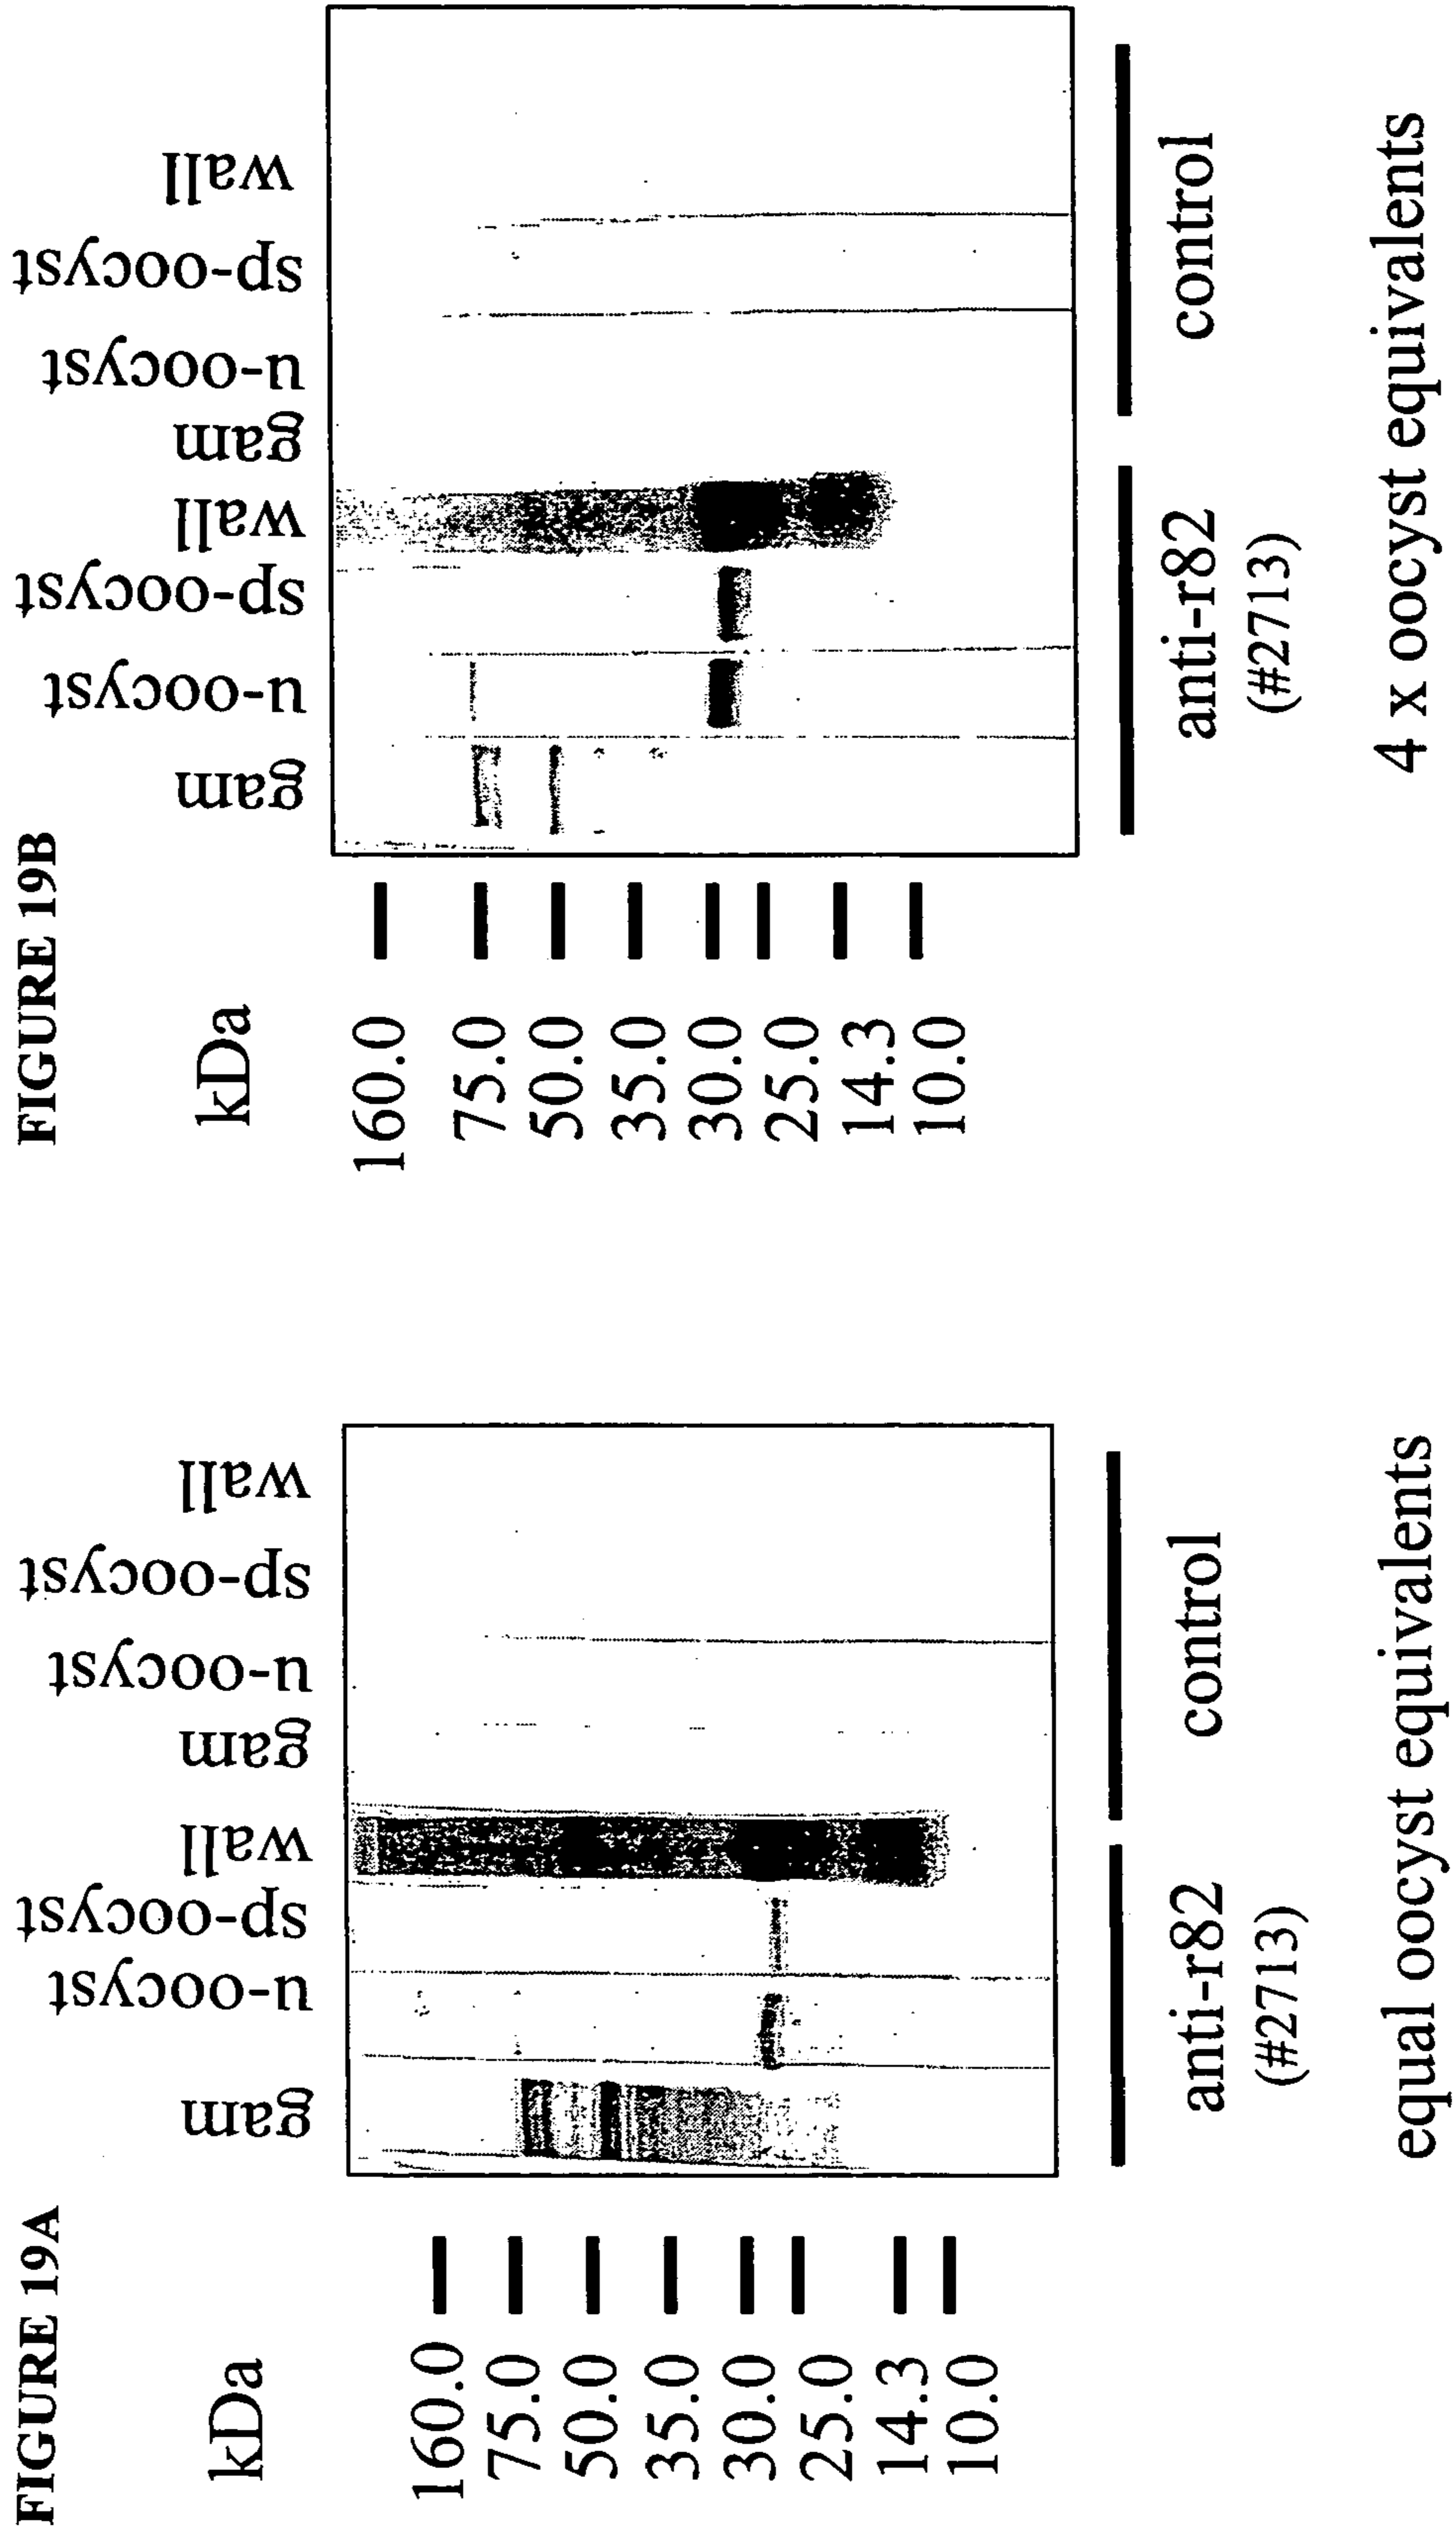 FIGURE 19A
kDa
160.0
75.0
50.0
35.0
30.0
25.0
14.3
10.0
gam
u-oocyst
sp-oocyst
wall
gam
u-oocyst
sp-oocyst
wall
anti-r82
(#2713)
control
equal oocyst equivalents
FIGURE 19B
kDa
160.0
75.0
50.0
35.0
30.0
25.0
14.3
10.0
gam
u-oocyst
sp-oocyst
wall
gam
u-oocyst
sp-oocyst
wall
anti-r82
(#2713)
control
4 x oocyst equivalents